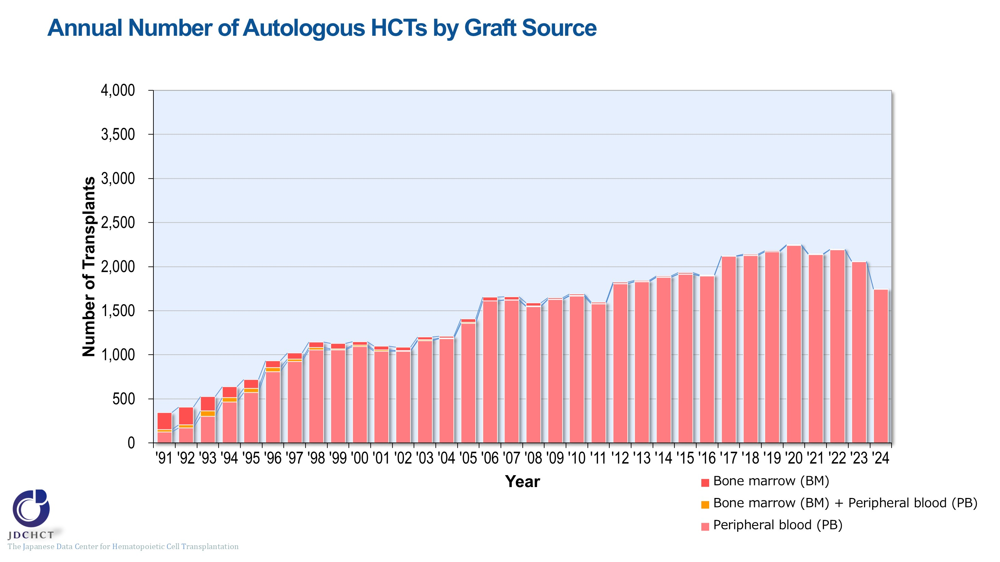 Annual Number of Autologous HCTs by Graft Source
4,000
3,500
3,000
2,500
2,000
1,500
1,000
500
0
Number of Transplants
'91 '92 '93 '94 '95 '96 '97 '98 '99 '00 '01 '02 '03 '04 '05 '06 '07 '08 '09 '10 '11 '12 '13 '14 '15 '16 '17 '18 '19 '20 '21 '22 '23 '24
Year
Bone marrow (BM)
Bone marrow (BM) + Peripheral blood (PB)
Peripheral blood (PB)
JDCHCT
The Japanese Data Center for Hematopoietic Cell Transplantation